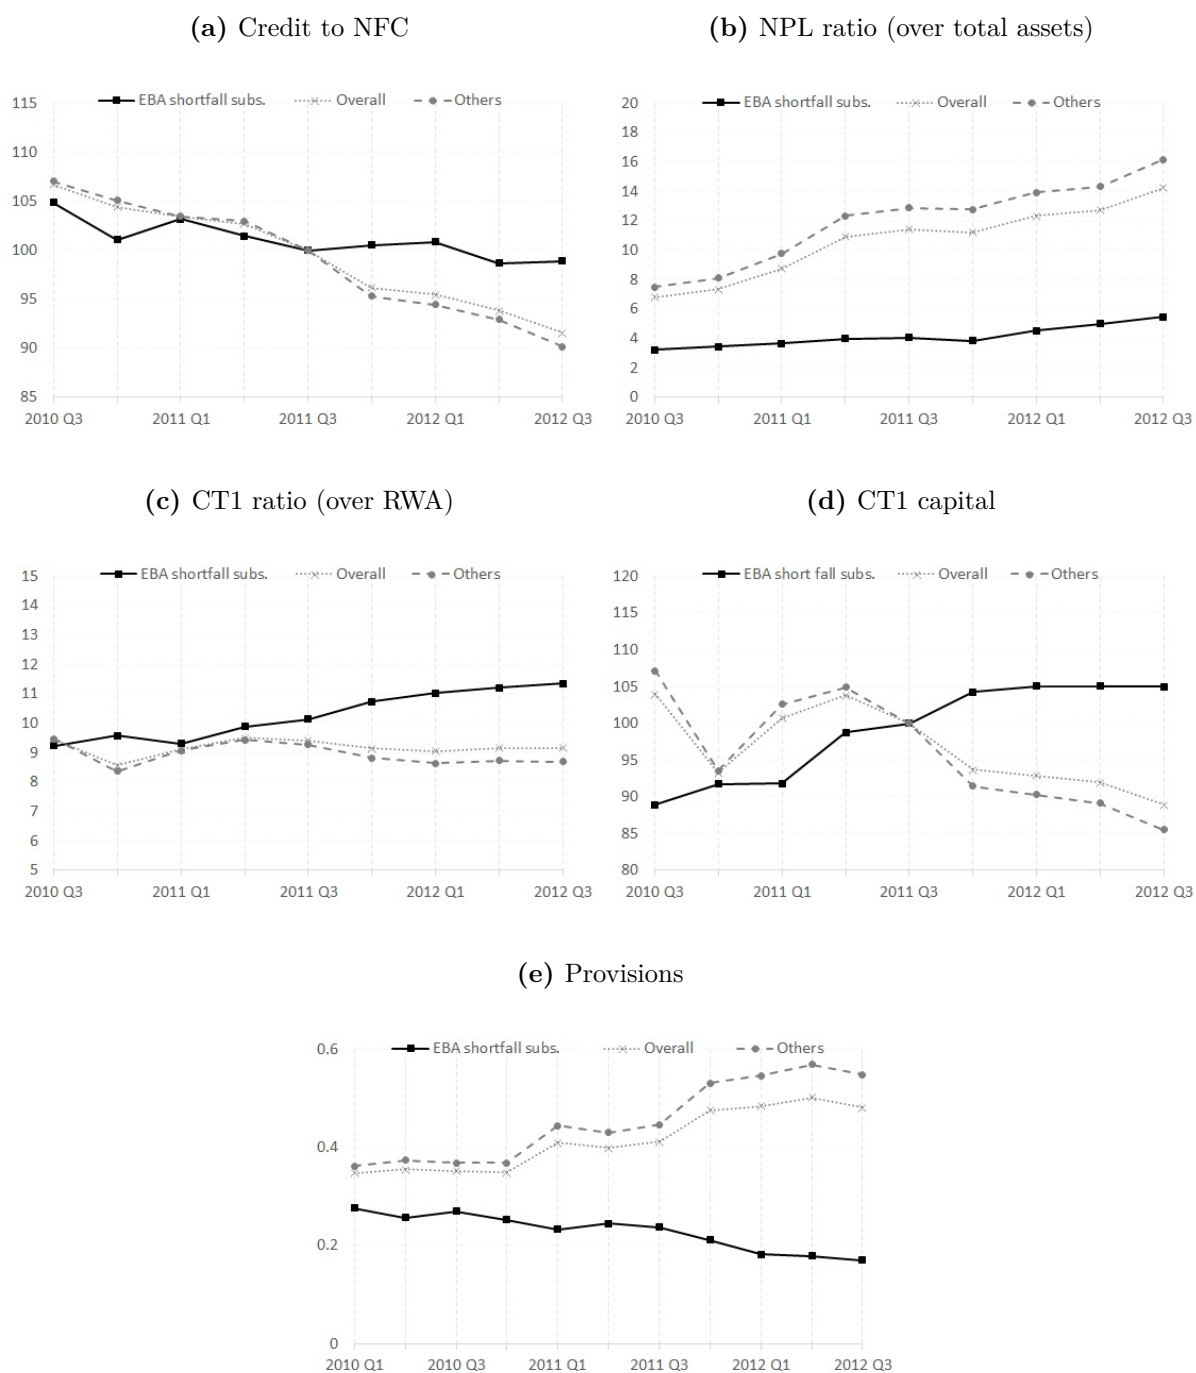 (a) Credit to NFC
EBA shortfall subs. Overall Others
115
110
105
100
95
90
85
2010 Q3 2011 Q1 2011 Q3 2012 Q1 2012 Q3
(b) NPL ratio (over total assets)
EBA shortfall subs. Overall Others
20
18
16
14
12
10
8
6
4
2
0
2010 Q3 2011 Q1 2011 Q3 2012 Q1 2012 Q3
(c) CT1 ratio (over RWA)
EBA shortfall subs. Overall Others
15
14
13
12
11
10
9
8
7
6
5
2010 Q3 2011 Q1 2011 Q3 2012 Q1 2012 Q3
(d) CT1 capital
EBA short fall subs. Overall Others
120
115
110
105
100
95
90
85
80
2010 Q3 2011 Q1 2011 Q3 2012 Q1 2012 Q3
(e) Provisions
EBA shortfall subs. Overall Others
0.6
0.4
0.2
0
2010 Q1 2010 Q3 2011 Q1 2011 Q3 2012 Q1 2012 Q3